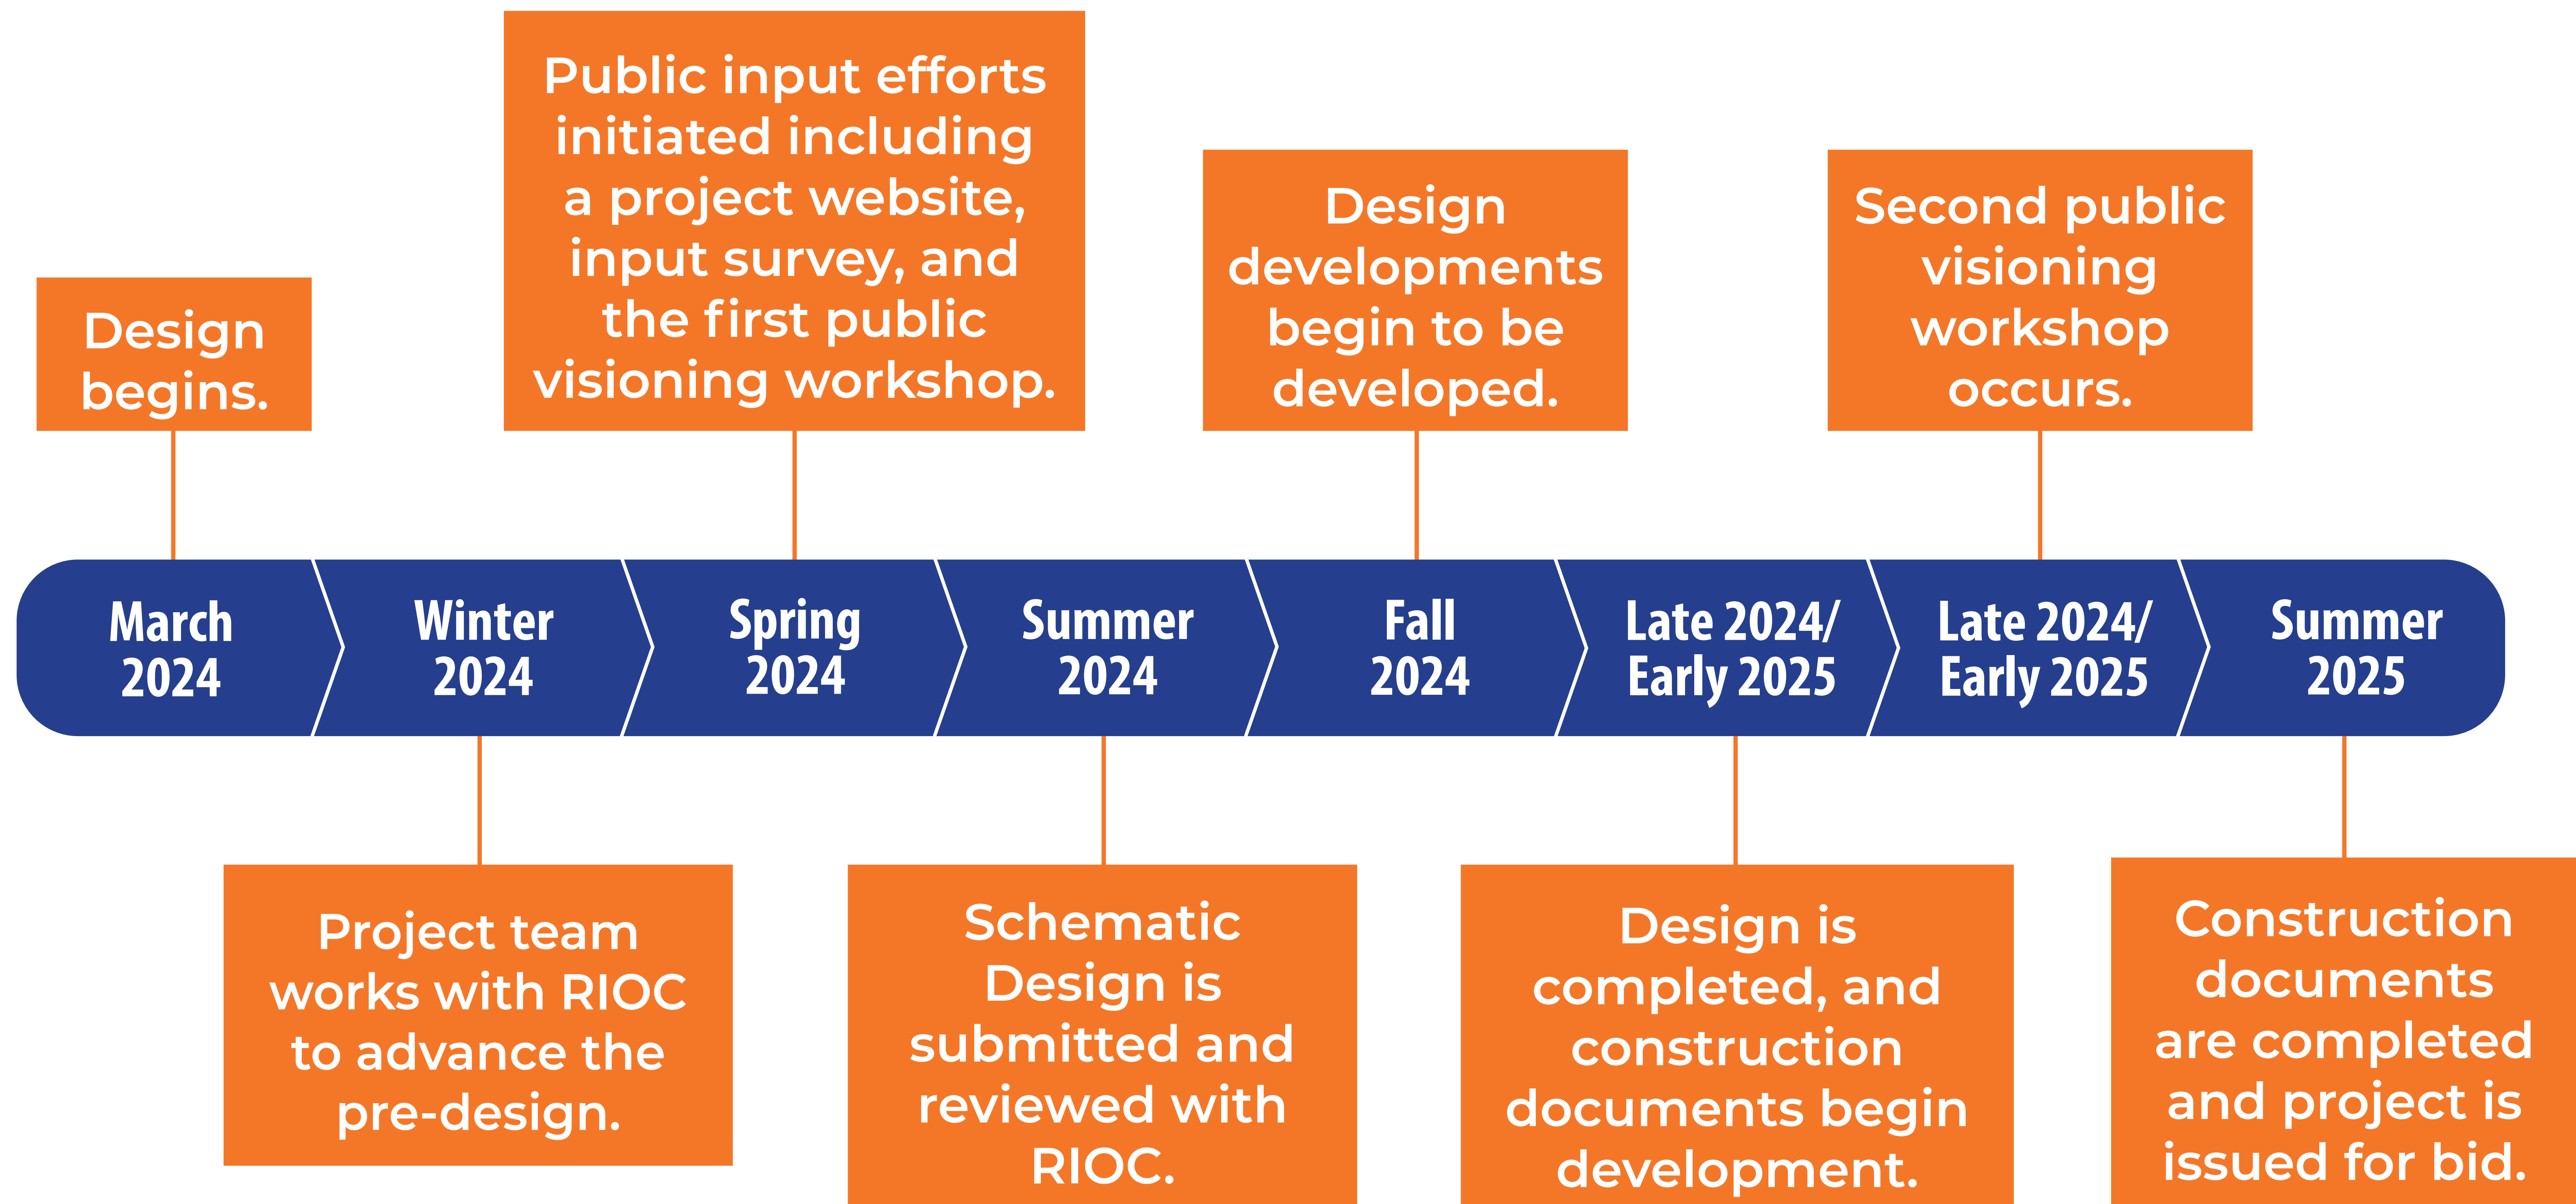 Design
begins.
Public input efforts
initiated including
a project website,
input survey, and
the first public
visioning workshop.
Design
developments
begin to be
developed.
Second public
visioning
workshop
occurs.
March
2024
Winter
2024
Spring
2024
Summer
2024
Fall
2024
Late 2024/
Early 2025
Late 2024/
Early 2025
Summer
2025
Project team
works with RIOC
to advance the
pre-design.
Schematic
Design is
submitted and
reviewed with
RIOC.
Design is
completed, and
construction
documents begin
development.
Construction
documents
are completed
and project is
issued for bid.